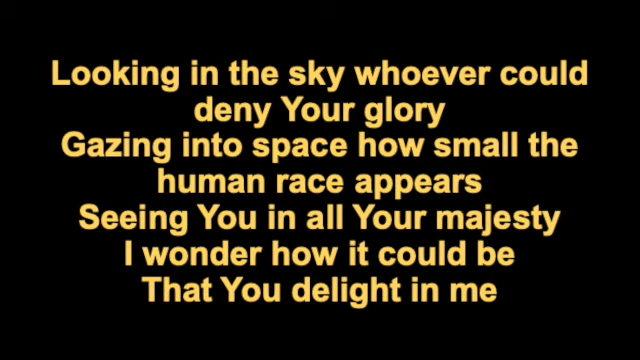 Looking in the sky whoever could
deny Your glory
Gazing into space how small the
human race appears
Seeing You in all Your majesty
I wonder how it could be
That You delight in me